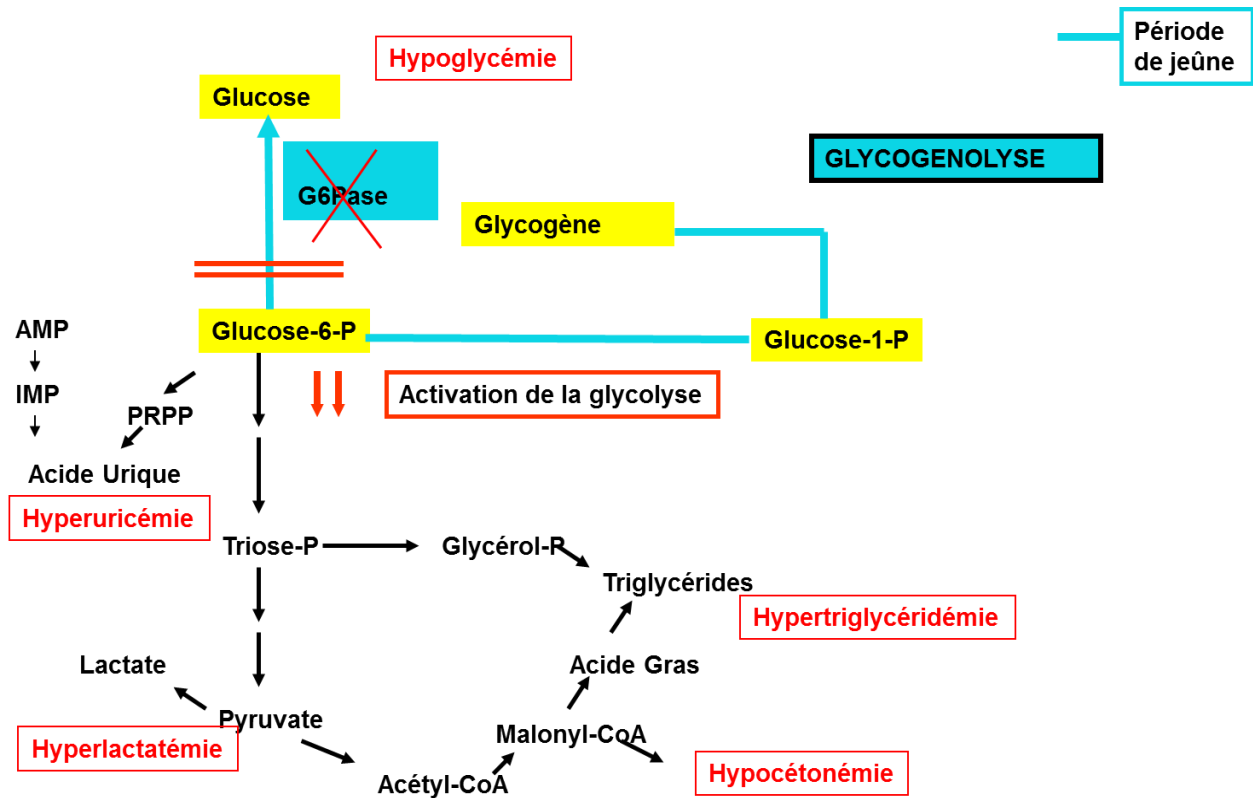 Hypoglycémie
Période
de jeûne
Glucose
GLYCOGENOLYSE
G6Pase
Glycogène
AMP
Glucose-6-P
Glucose-1-P
IMP
PRPP
Activation de la glycolyse
Acide Urique
Hyperuricémie
Triose-P
Glycérol-P
Triglycérides
Hypertriglycéridémie
Lactate
Acide Gras
Pyruvate
Malonyl-CoA
Hyperlactatémie
Hypocétonémie
Acétyl-CoA